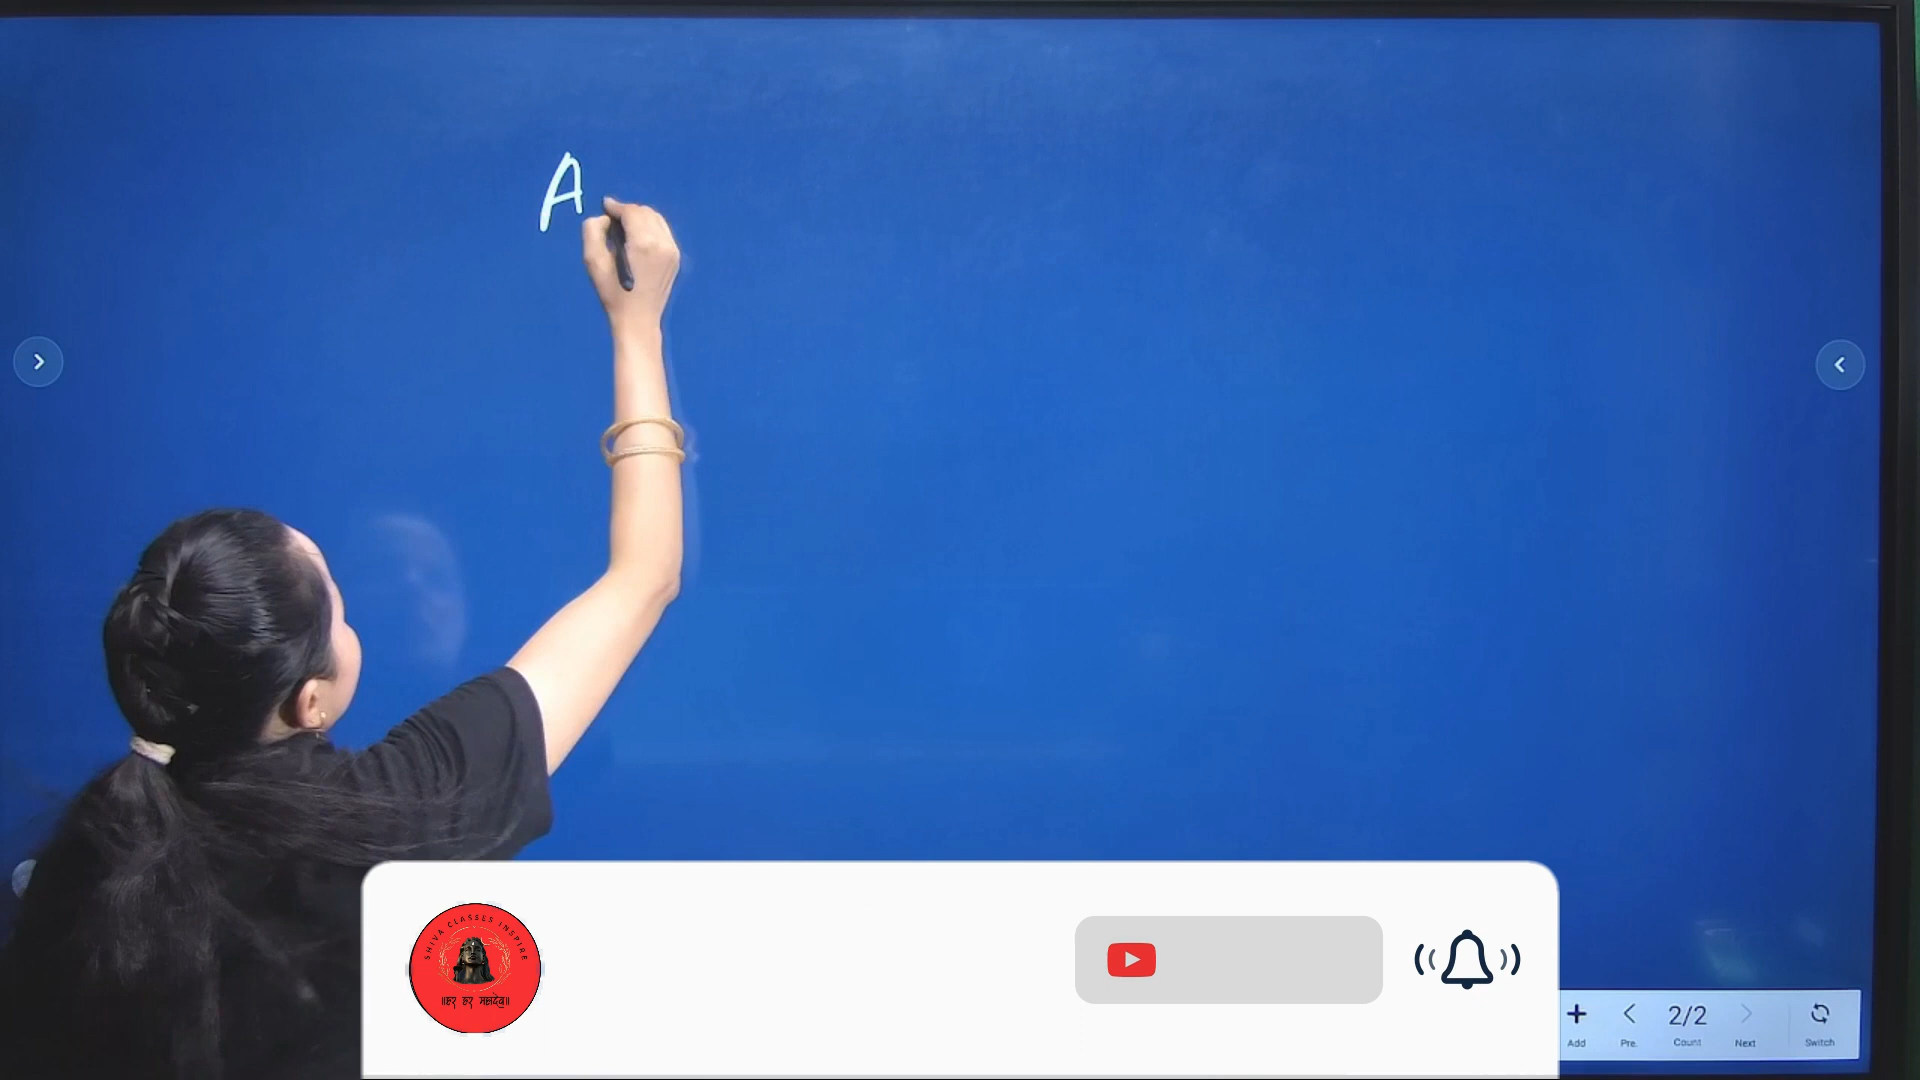 A
SHIVA CLASSES INSPIRE
॥हर हर महादेव॥
2/2
Add Pre. Count Next Switch